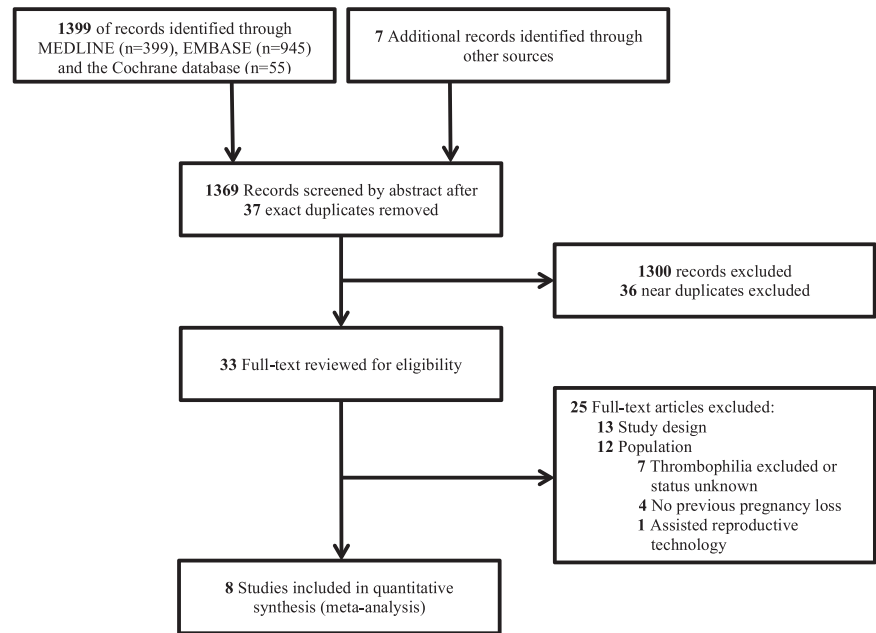 1399 of records identified through
MEDLINE (n=399), EMBASE (n=945)
and the Cochrane database (n=55)
7 Additional records identified through
other sources
1369 Records screened by abstract after
37 exact duplicates removed
1300 records excluded
36 near duplicates excluded
33 Full-text reviewed for eligibility
25 Full-text articles excluded:
13 Study design
12 Population
7 Thrombophilia excluded or
status unknown
4 No previous pregnancy loss
1 Assisted reproductive
technology
8 Studies included in quantitative
synthesis (meta-analysis)